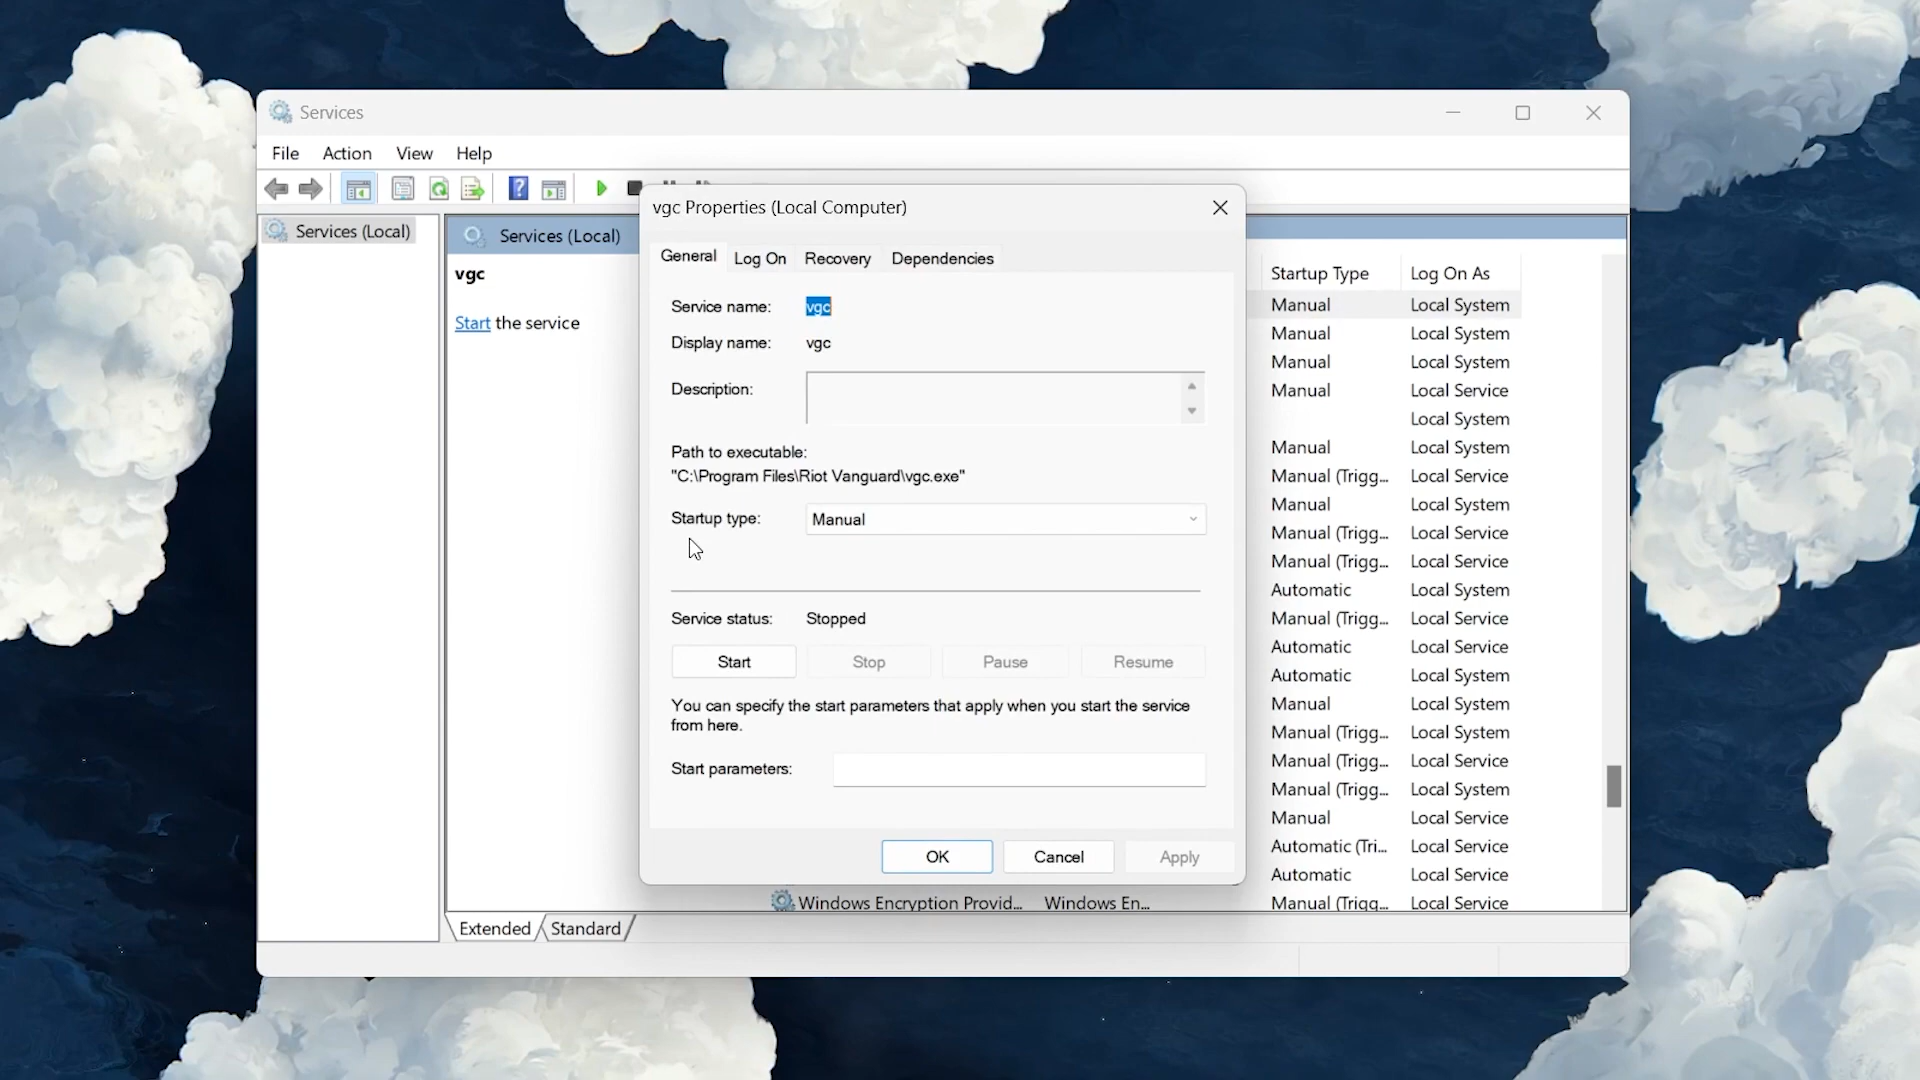 Services
File Action View Help
Services (Local)
Services (Local)
vgc
Start the service
vgc Properties (Local Computer)
General Log On Recovery Dependencies
Service name: vgc
Display name: vgc
Description:
Path to executable:
"C:\Program Files\Riot Vanguard\vgc.exe"
Startup type: Manual
Service status: Stopped
Start Stop Pause Resume
You can specify the start parameters that apply when you start the service
from here.
Start parameters:
OK Cancel Apply
Startup Type Log On As
Manual Local System
Manual Local System
Manual Local System
Manual Local Service
Local System
Manual Local System
Manual (Trigg... Local Service
Manual Local System
Manual (Trigg... Local Service
Manual (Trigg... Local Service
Automatic Local System
Manual (Trigg... Local Service
Automatic Local Service
Automatic Local System
Manual Local System
Manual (Trigg... Local System
Manual (Trigg... Local Service
Manual (Trigg... Local System
Manual Local Service
Automatic (Tri... Local Service
Automatic Local Service
Windows Encryption Provid... Windows En... Manual (Trigg... Local Service
Extended Standard